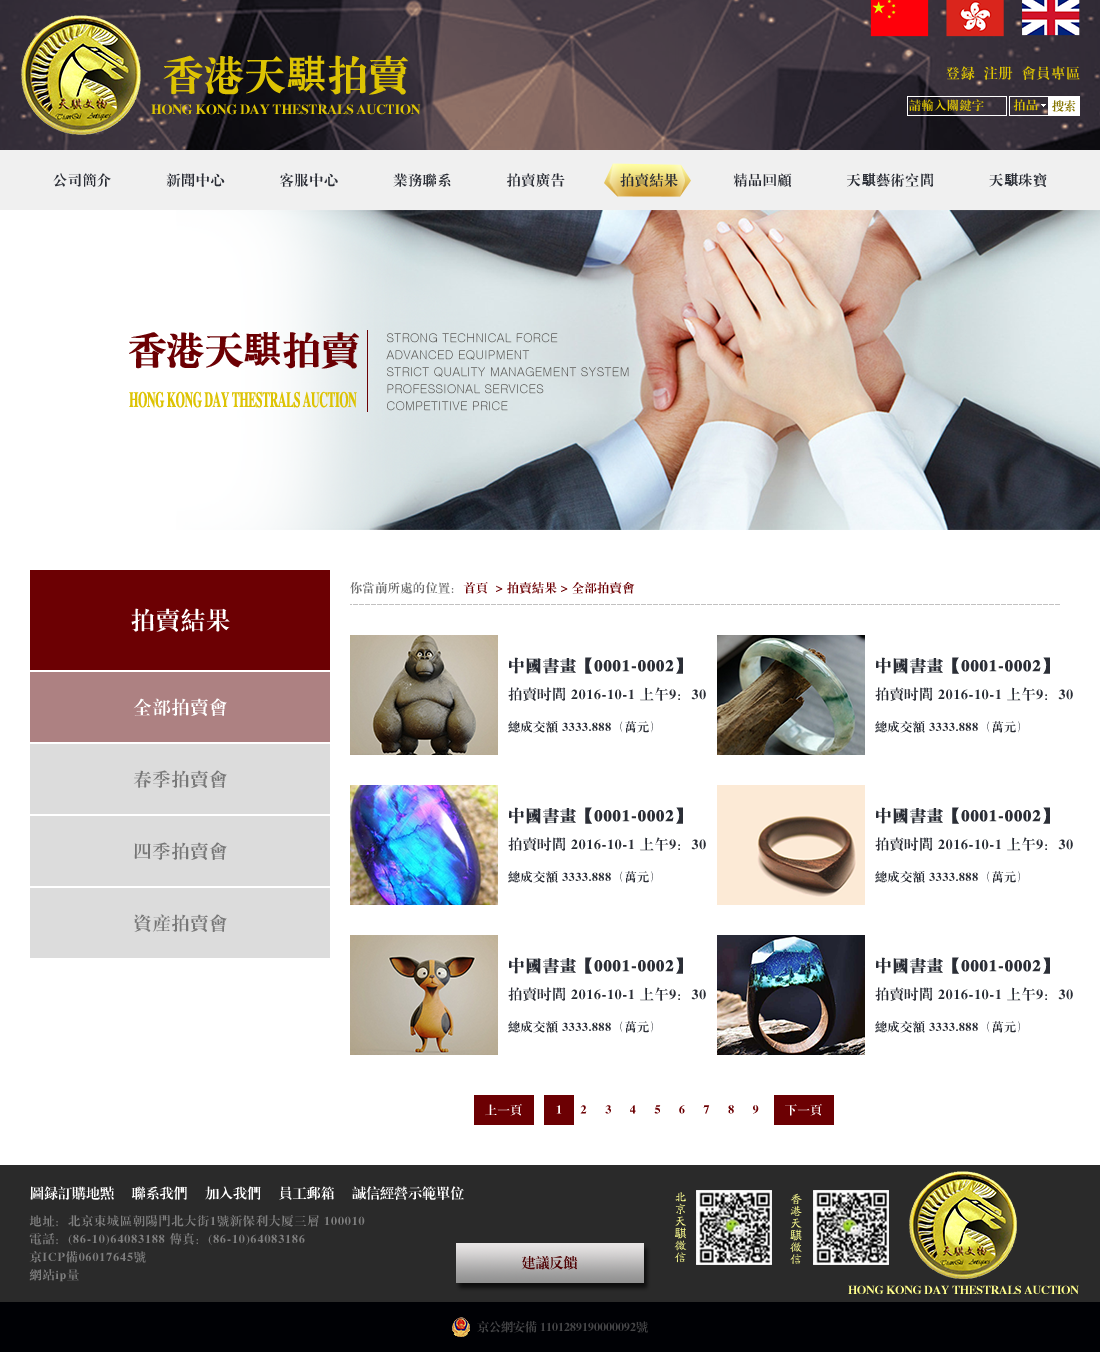 香港天騏拍賣
HONG KONG DAY THESTRALS AUCTION
天騏文物
TianQi Antiques
登録 注册 會員專區
請輸入關鍵字 拍品 搜索
公司簡介 新聞中心 客服中心 業務聯系 拍賣廣告 拍賣結果 精品回顧 天騏藝術空間 天騏珠寶
香港天騏拍賣
HONG KONG DAY THESTRALS AUCTION
STRONG TECHNICAL FORCE
ADVANCED EQUIPMENT
STRICT QUALITY MANAGEMENT SYSTEM
PROFESSIONAL SERVICES
COMPETITIVE PRICE
拍賣結果
全部拍賣會
春季拍賣會
四季拍賣會
資産拍賣會
你當前所處的位置：首頁 > 拍賣結果 > 全部拍賣會
中國書畫【0001-0002】
拍賣时間 2016-10-1 上午9：30
總成交額 3333.888（萬元）
中國書畫【0001-0002】
拍賣时間 2016-10-1 上午9：30
總成交額 3333.888（萬元）
中國書畫【0001-0002】
拍賣时間 2016-10-1 上午9：30
總成交額 3333.888（萬元）
中國書畫【0001-0002】
拍賣时間 2016-10-1 上午9：30
總成交額 3333.888（萬元）
中國書畫【0001-0002】
拍賣时間 2016-10-1 上午9：30
總成交額 3333.888（萬元）
中國書畫【0001-0002】
拍賣时間 2016-10-1 上午9：30
總成交額 3333.888（萬元）
上一頁 1 2 3 4 5 6 7 8 9 下一頁
圖録訂購地點 聯系我們 加入我們 員工郵箱 誠信經營示範單位
地址：北京東城區朝陽門北大街1號新保利大厦三層 100010
電話：(86-10)64083188 傳真：(86-10)64083186
京ICP備06017645號
網站ip量
建議反饋
北京天騏微信
香港天騏微信
天騏文物
HONG KONG DAY THESTRALS AUCTION
京公網安備 1101289190000092號